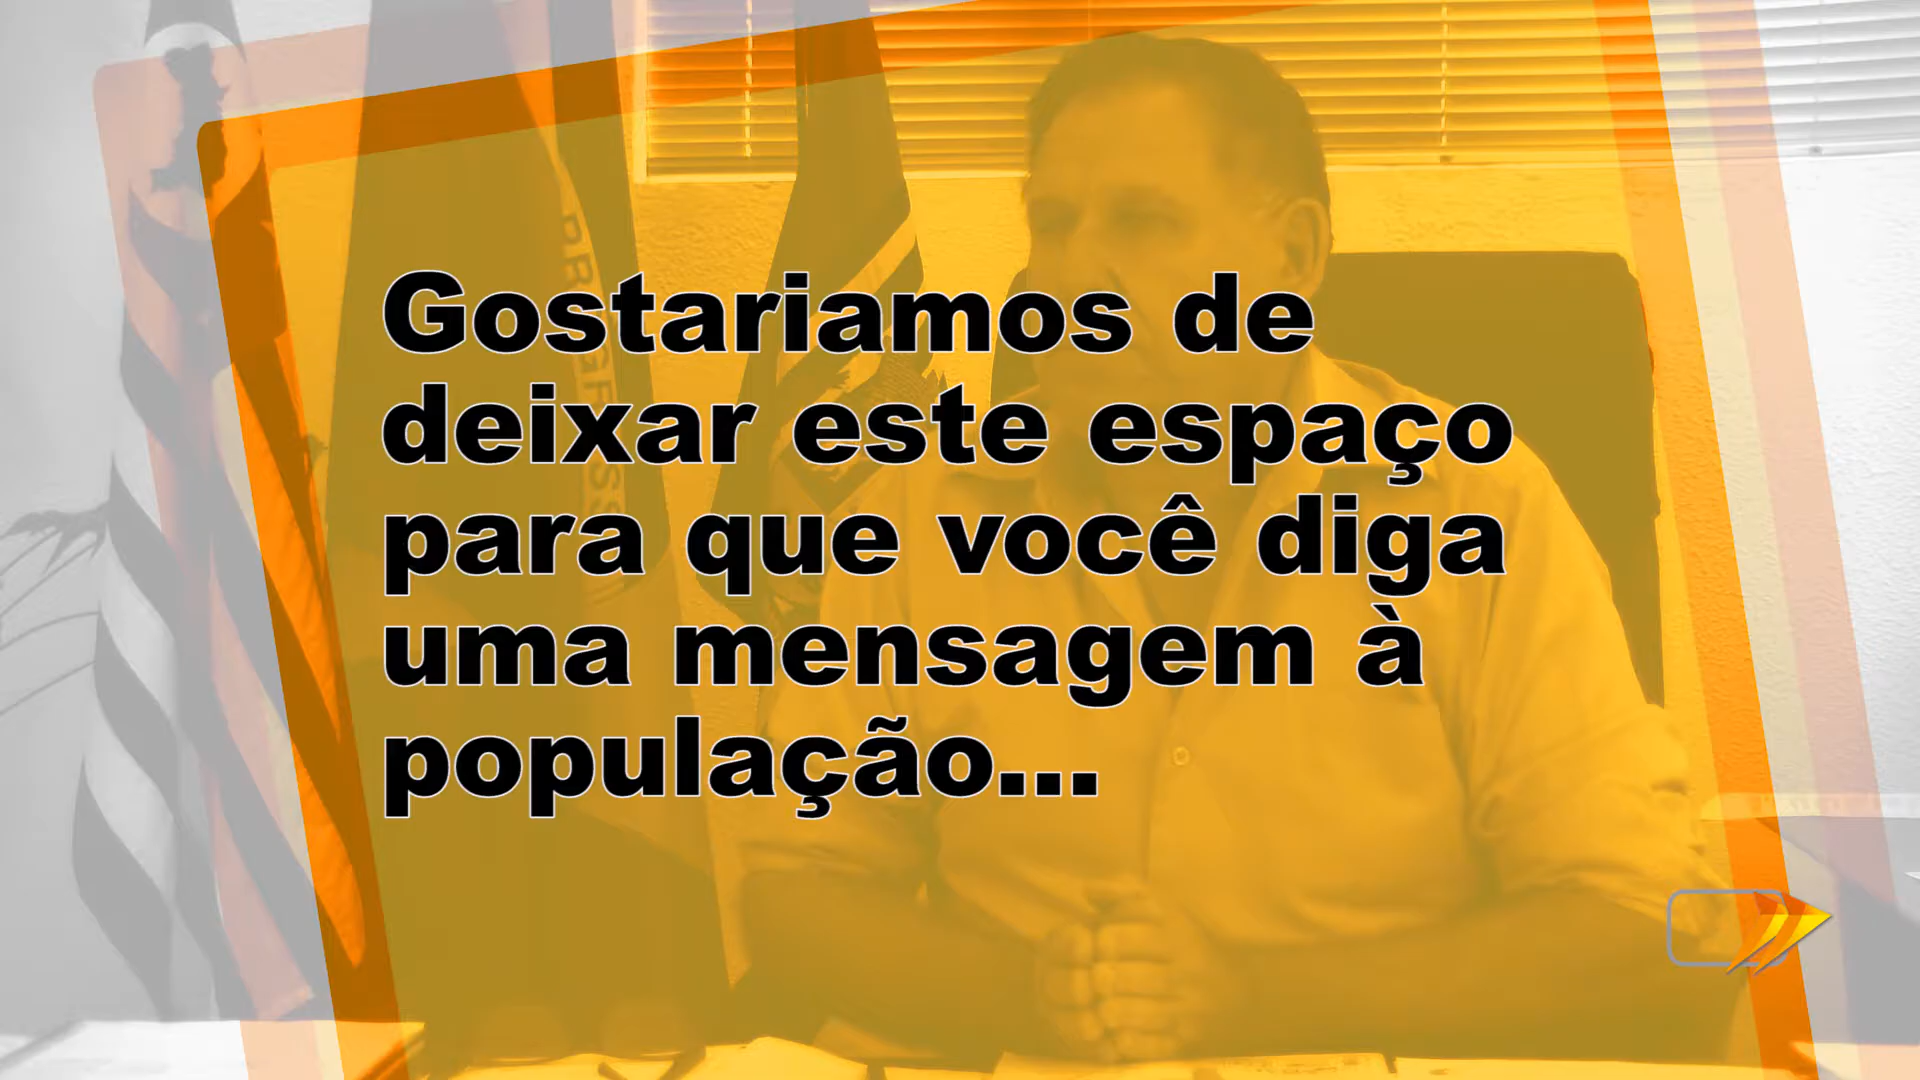 Gostariamos de
deixar este espaço
para que você diga
uma mensagem à
população...